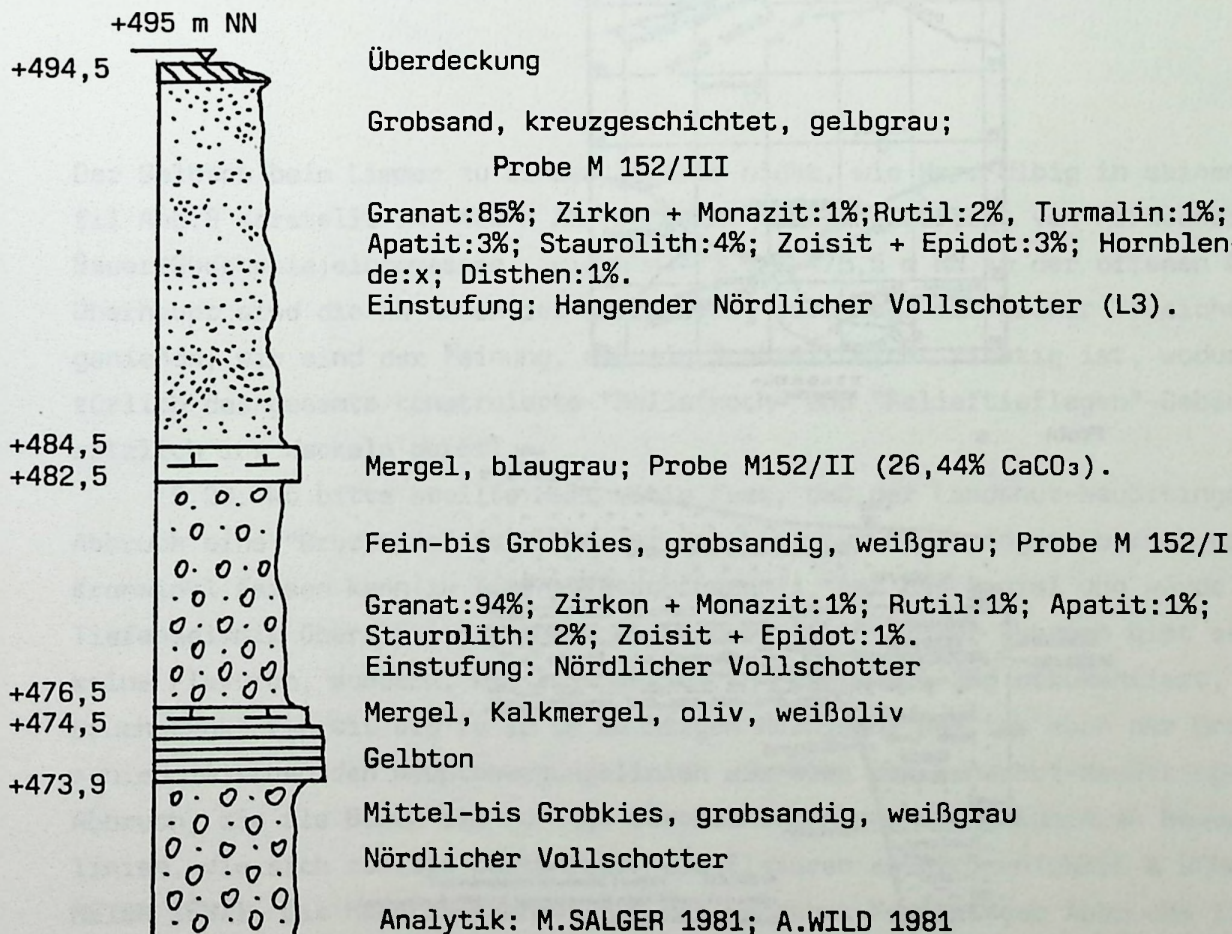 +495 m NN
+494,5
Überdeckung
Grobsand, kreuzgeschichtet, gelbgrau;
Probe M 152/III
Granat:85%; Zirkon + Monazit:1%;Rutil:2%, Turmalin:1%;
Apatit:3%; Staurolith:4%; Zoisit + Epidot:3%; Hornblen-
de:x; Disthen:1%.
Einstufung: Hangender Nördlicher Vollschotter (L3).
+484,5
+482,5
Mergel, blaugrau; Probe M152/II (26,44% CaCO₃).
Fein-bis Grobkies, grobsandig, weißgrau; Probe M 152/I
Granat:94%; Zirkon + Monazit:1%; Rutil:1%; Apatit:1%;
Staurolith: 2%; Zoisit + Epidot:1%.
Einstufung: Nördlicher Vollschotter
+476,5
+474,5
Mergel, Kalkmergel, oliv, weißoliv
Gelbton
+473,9
Mittel-bis Grobkies, grobsandig, weißgrau
Nördlicher Vollschotter
Analytik: M.SALGER 1981; A.WILD 1981